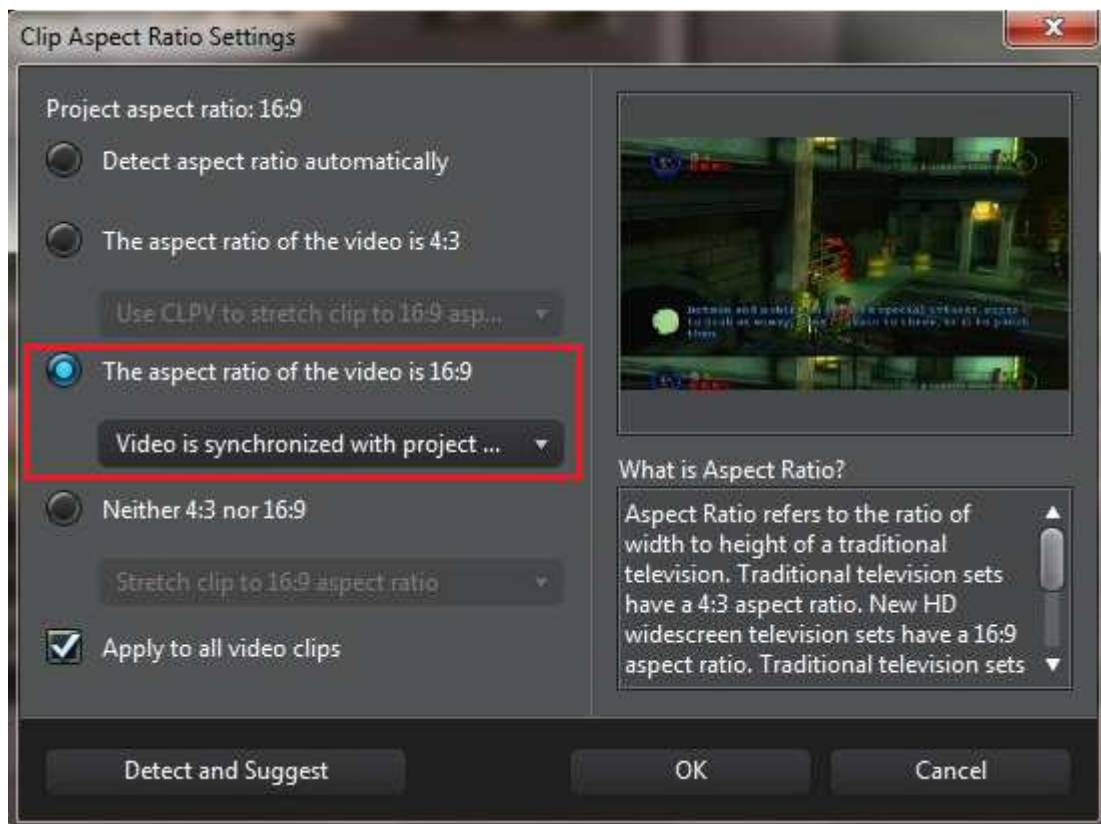 Clip Aspect Ratio Settings
Project aspect ratio: 16:9
Detect aspect ratio automatically
The aspect ratio of the video is 4:3
Use CLPV to stretch clip to 16:9 asp...
The aspect ratio of the video is 16:9
Video is synchronized with project ...
Neither 4:3 nor 16:9
Stretch clip to 16:9 aspect ratio
Apply to all video clips
What is Aspect Ratio?
Aspect Ratio refers to the ratio of
width to height of a traditional
television. Traditional television sets
have a 4:3 aspect ratio. New HD
widescreen television sets have a 16:9
aspect ratio. Traditional television sets
Detect and Suggest
OK
Cancel